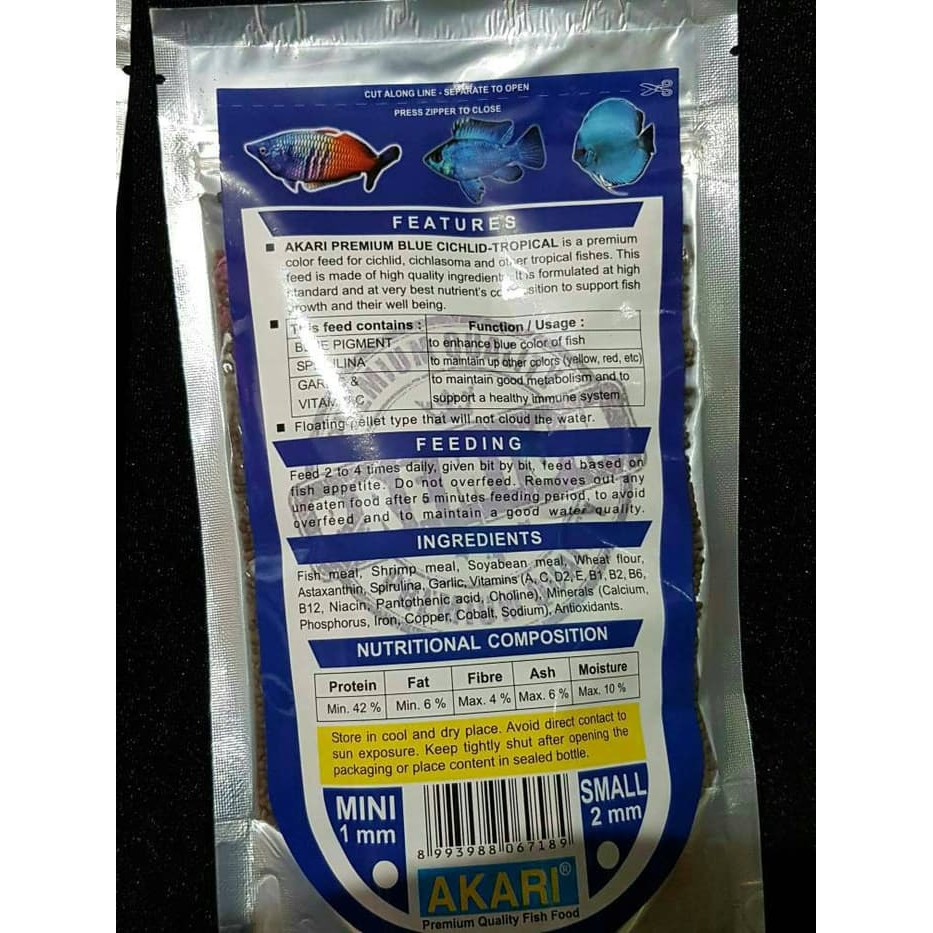 CUT ALONG LINE - SEPARATE TO OPEN
PRESS ZIPPER TO CLOSE
FEATURES
AKARI PREMIUM BLUE CICHLID-TROPICAL is a premium
color feed for cichlid, cichlasoma and other tropical fishes. This
feed is made of high quality ingredient. It is formulated at high
standard and at very best nutrient's composition to support fish
growth and their well being.
This feed contains : Function / Usage :
BLUE PIGMENT to enhance blue color of fish
SPIRULINA to maintain up other colors (yellow, red, etc)
GARLIC & to maintain good metabolism and to
VITAMIN C support a healthy immune system
Floating pellet type that will not cloud the water.
FEEDING
Feed 2 to 4 times daily, given bit by bit, feed based on
fish appetite. Do not overfeed. Removes out any
uneaten food after 5 minutes feeding period, to avoid
overfeed and to maintain a good water quality.
INGREDIENTS
Fish meal, Shrimp meal, Soyabean meal, Wheat flour,
Astaxanthin, Spirulina, Garlic, Vitamins (A, C, D2, E, B1, B2, B6,
B12, Niacin, Pantothenic acid, Choline), Minerals (Calcium,
Phosphorus, Iron, Copper, Cobalt, Sodium), Antioxidants.
NUTRITIONAL COMPOSITION
Protein Fat Fibre Ash Moisture
Min. 42 % Min. 6 % Max. 4 % Max. 6 % Max. 10 %
Store in cool and dry place. Avoid direct contact to
sun exposure. Keep tightly shut after opening the
packaging or place content in sealed bottle.
MINI
1 mm
SMALL
2 mm
8 993988 067189
AKARI®
Premium Quality Fish Food